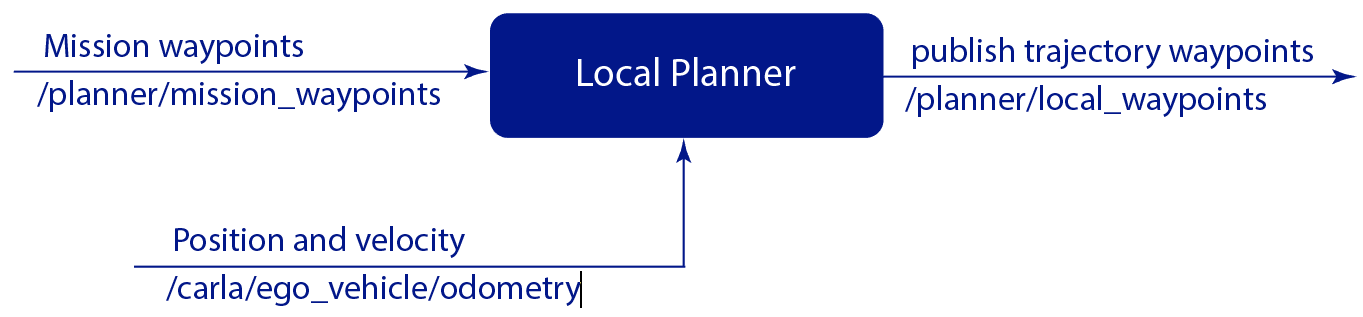 Mission waypoints
/planner/mission_waypoints
Local Planner
publish trajectory waypoints
/planner/local_waypoints
Position and velocity
/carla/ego_vehicle/odometry